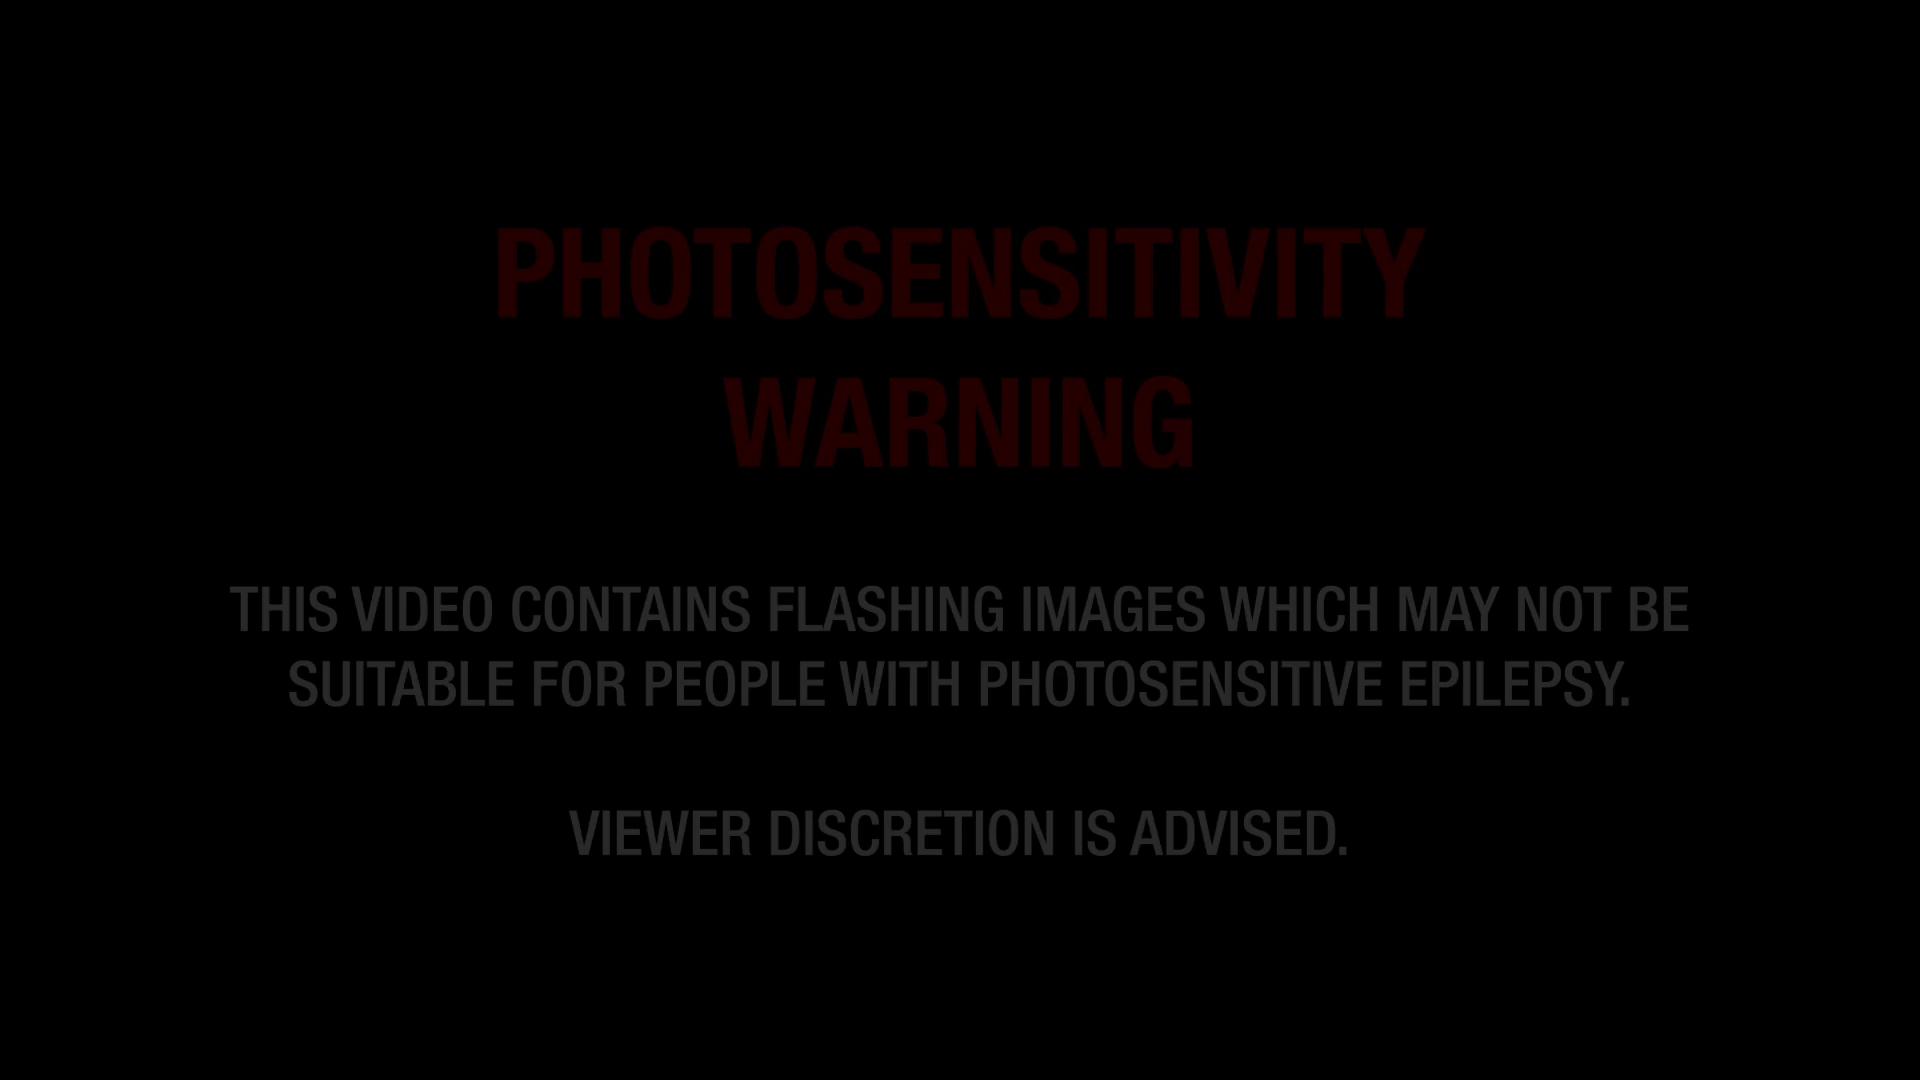 PHOTOSENSITIVITY
WARNING
THIS VIDEO CONTAINS FLASHING IMAGES WHICH MAY NOT BE
SUITABLE FOR PEOPLE WITH PHOTOSENSITIVE EPILEPSY.
VIEWER DISCRETION IS ADVISED.